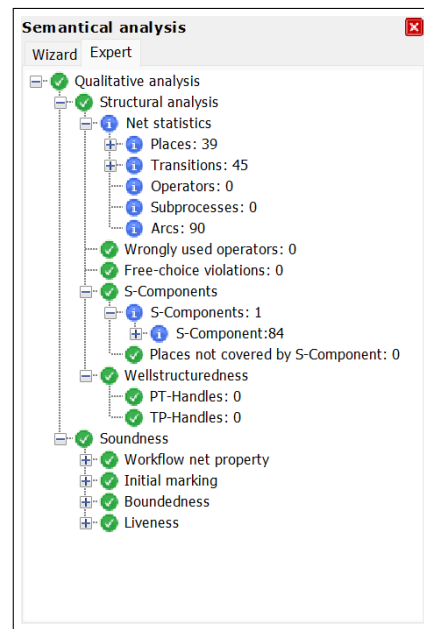 Semantical analysis
Wizard Expert
Qualitative analysis
Structural analysis
Net statistics
Places: 39
Transitions: 45
Operators: 0
Subprocesses: 0
Arcs: 90
Wrongly used operators: 0
Free-choice violations: 0
S-Components
S-Components: 1
S-Component:84
Places not covered by S-Component: 0
Wellstructuredness
PT-Handles: 0
TP-Handles: 0
Soundness
Workflow net property
Initial marking
Boundedness
Liveness